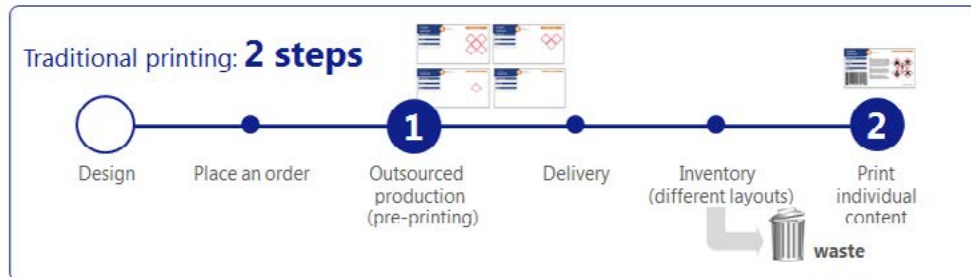 Traditional printing: 2 steps
1
2
Design
Place an order
Outsourced
production
(pre-printing)
Delivery
Inventory
(different layouts)
Print
individual
content
waste